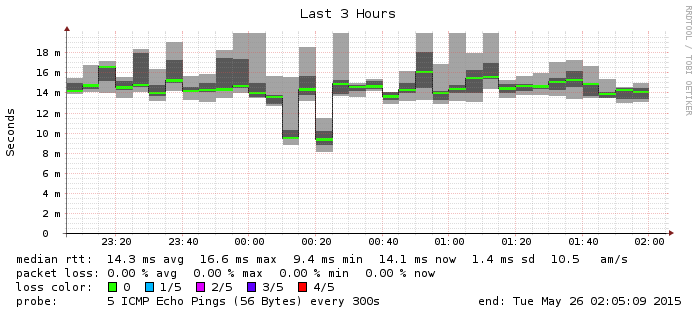 Last 3 Hours
RRDTOOL / TOBI OETIKER
Seconds
18 m
16 m
14 m
12 m
10 m
8 m
6 m
4 m
2 m
0
23:20 23:40 00:00 00:20 00:40 01:00 01:20 01:40 02:00
median rtt: 14.3 ms avg 16.6 ms max 9.4 ms min 14.1 ms now 1.4 ms sd 10.5 am/s
packet loss: 0.00 % avg 0.00 % max 0.00 % min 0.00 % now
loss color: 0 1/5 2/5 3/5 4/5
probe: 5 ICMP Echo Pings (56 Bytes) every 300s end: Tue May 26 02:05:09 2015